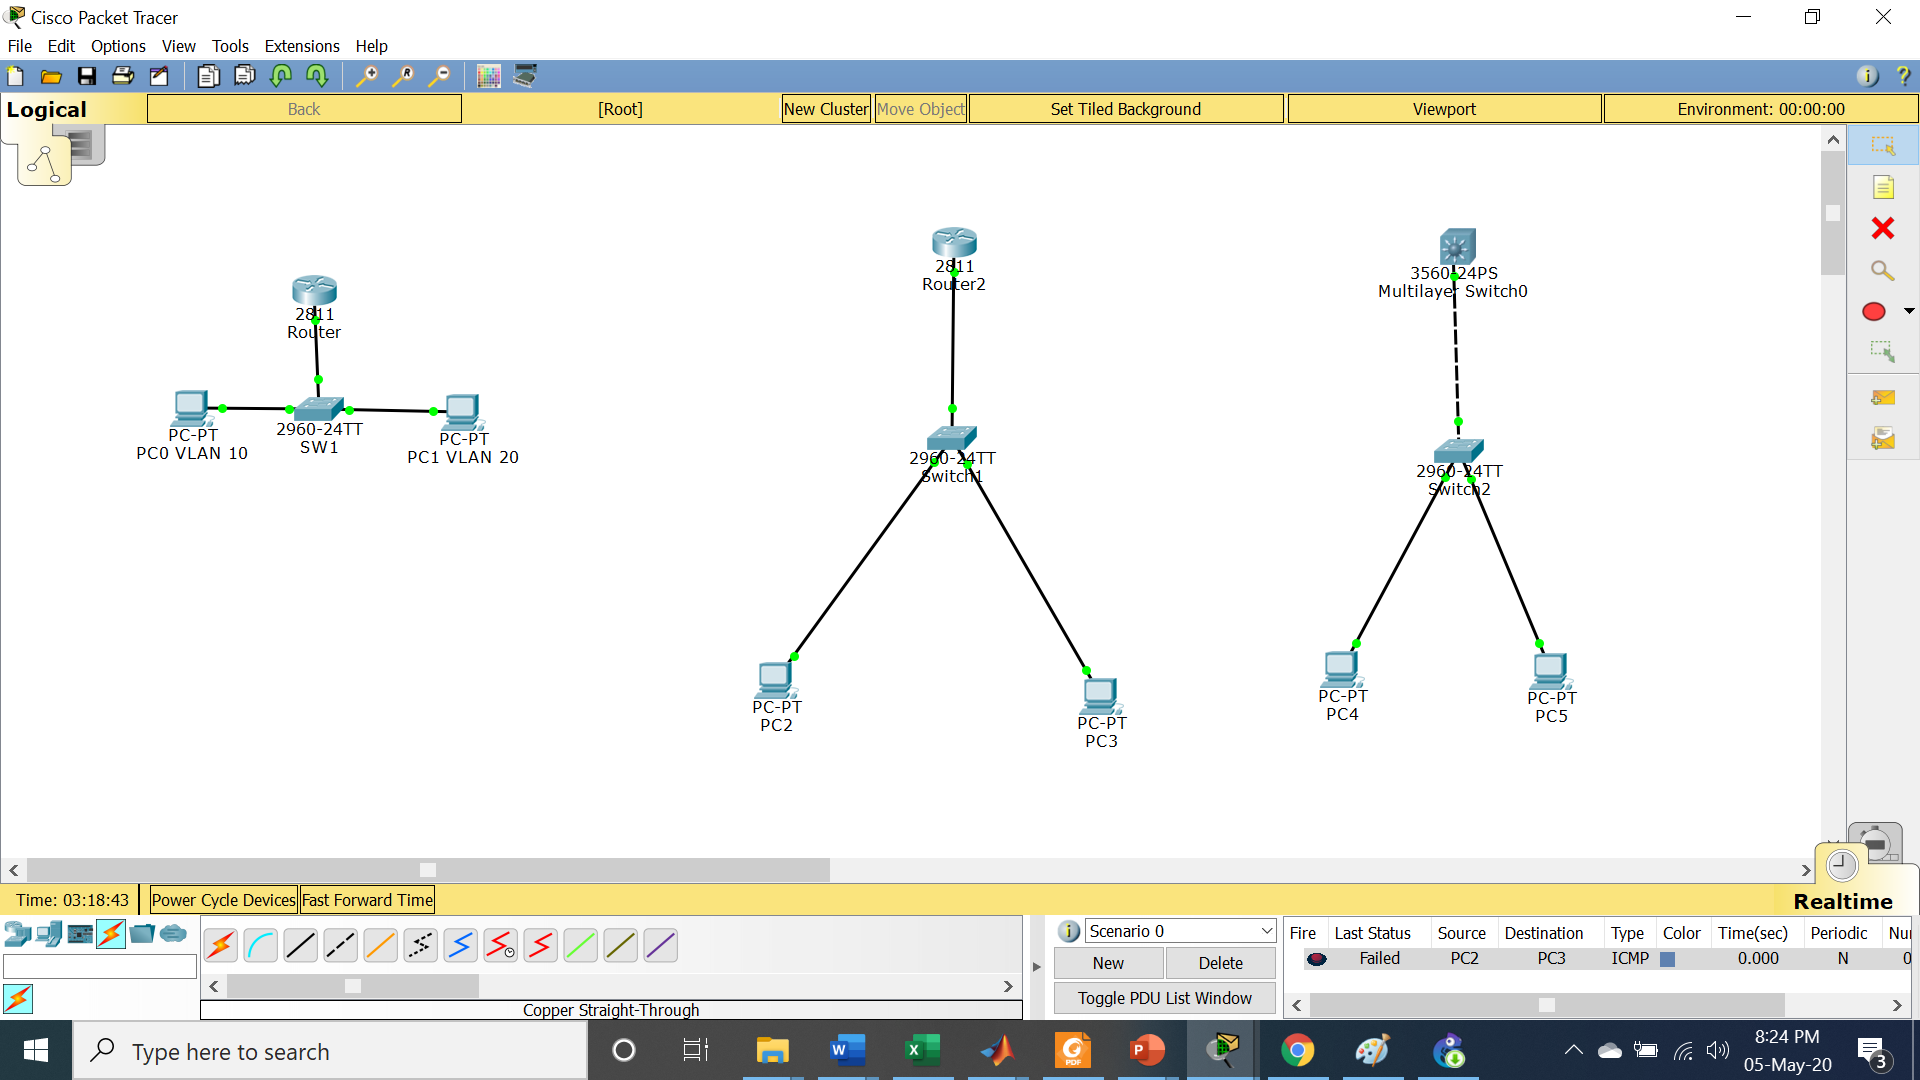 Cisco Packet Tracer
File Edit Options View Tools Extensions Help
Logical Back [Root] New Cluster Move Object Set Tiled Background Viewport Environment: 00:00:00
2811
Router
PC-PT
PC0 VLAN 10
2960-24TT
SW1
PC-PT
PC1 VLAN 20
2811
Router2
2960-24TT
Switch1
PC-PT
PC2
PC-PT
PC3
3560-24PS
Multilayer Switch0
2960-24TT
Switch2
PC-PT
PC4
PC-PT
PC5
Time: 03:18:43 Power Cycle Devices Fast Forward Time Realtime
Scenario 0
New Delete
Toggle PDU List Window
Fire Last Status Source Destination Type Color Time(sec) Periodic Nu
Failed PC2 PC3 ICMP 0.000 N 0
Copper Straight-Through
Type here to search
8:24 PM
05-May-20
3